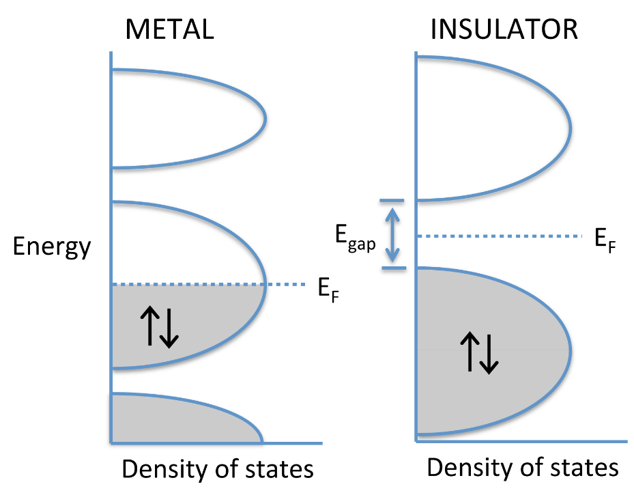 METAL
INSULATOR
Energy
E_F
E_gap
E_F
↑↓
↑↓
Density of states
Density of states